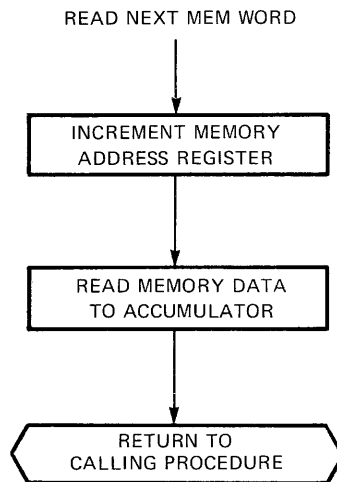 READ NEXT MEM WORD
INCREMENT MEMORY
ADDRESS REGISTER
READ MEMORY DATA
TO ACCUMULATOR
RETURN TO
CALLING PROCEDURE